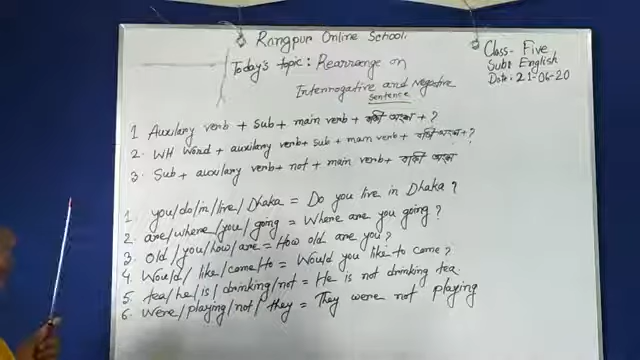 Rangpur Online School.
Class- Five
Sub: English
Date: 21-06-20
Today's topic: Rearrange on
Interrogative and Negative
Sentence
1 Auxilary verb + sub + main verb + বাকী অংশ + ?
2. WH Word + auxilary verb + sub + main verb + বাকী অংশ + ?
3. Sub + auxilary verb + not + main verb + বাকী অংশ
1. you/do/in/live/Dhaka = Do you live in Dhaka?
2. are/where/you/going = Where are you going?
3. Old/you/how/are = How old are you?
4. Would/like/come/to = Would you like to come?
5. tea/he/is/drinking/not = He is not drinking tea.
6. Were/playing/not/they = They were not playing